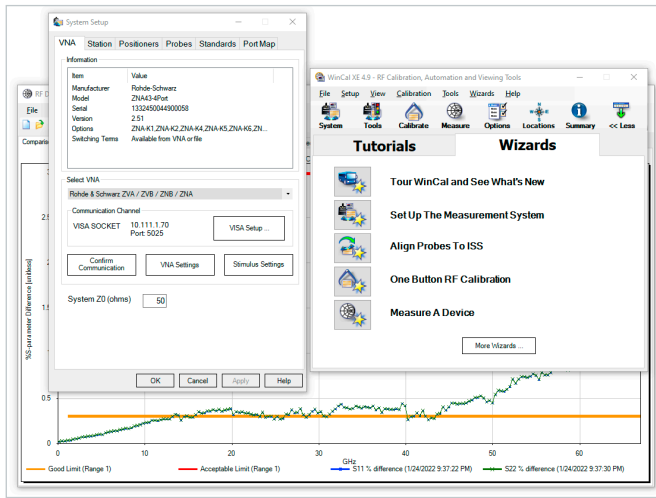 System Setup
VNA Station Positioners Probes Standards Port Map
Information
Item Value
Manufacturer Rohde-Schwarz
Model ZNA43-4Port
Serial 1332450044900058
Version 2.51
Options ZNA-K1,ZNA-K2,ZNA-K4,ZNA-K5,ZNA-K6,ZN...
Switching Terms Available from VNA or file
Select VNA
Rohde & Schwarz ZVA / ZVB / ZNB / ZNA
Communication Channel
VISA SOCKET 10.111.1.70
Port: 5025
VISA Setup ...
Confirm
Communication
VNA Settings
Stimulus Settings
System Z0 (ohms) 50
OK Cancel Apply Help
WinCal XE 4.9 - RF Calibration, Automation and Viewing Tools
File Setup View Calibration Tools Wizards Help
System Tools Calibrate Measure Options Locations Summary << Less
Tutorials Wizards
Tour WinCal and See What's New
Set Up The Measurement System
Align Probes To ISS
One Button RF Calibration
Measure A Device
More Wizards ...
RF D
File
Comparis
%S-parameter Difference [unitless]
2.5
1.5
0.5
0
0 10 20 30 40 50 60
GHz
Good Limit (Range 1) Acceptable Limit (Range 1) S11 % difference (1/24/2022 9:37:22 PM) S22 % difference (1/24/2022 9:37:30 PM)